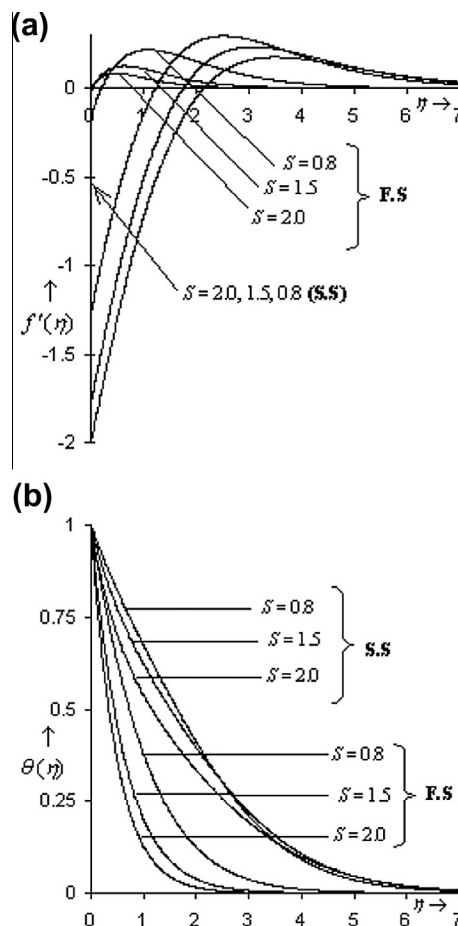 (a)
0
0 1 2 3 4 5 6 7
η →
S = 0.8
-0.5
S = 1.5
F.S
S = 2.0
-1
S = 2.0, 1.5, 0.8 (S.S)
↑
f'(η)
-1.5
-2
(b)
1
S = 0.8
0.75
S = 1.5
S.S
S = 2.0
0.5
↑
S = 0.8
θ(η)
S = 1.5
F.S
0.25
S = 2.0
0
η →
0 1 2 3 4 5 6 7